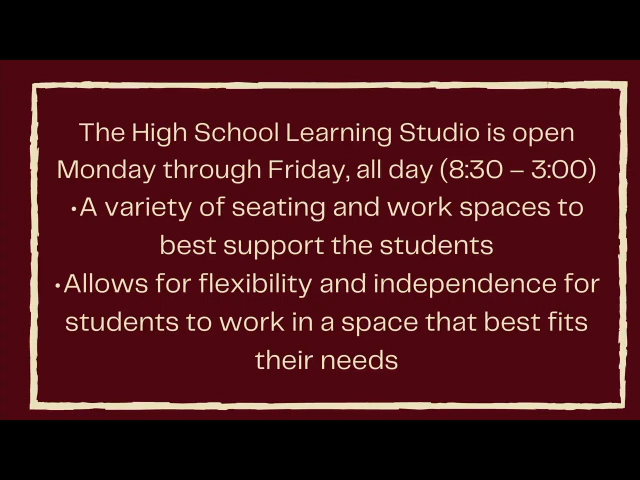 The High School Learning Studio is open
Monday through Friday, all day (8:30 – 3:00)
•A variety of seating and work spaces to
best support the students
•Allows for flexibility and independence for
students to work in a space that best fits
their needs